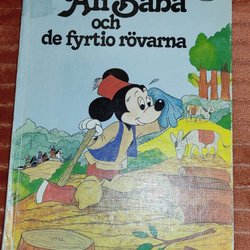 Ali Baba
och
de fyrtio rövarna